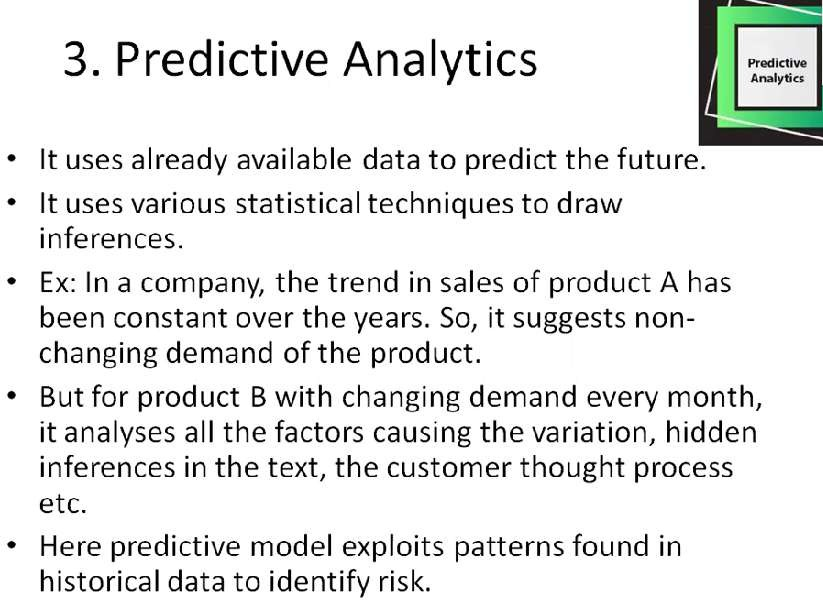 3. Predictive Analytics
Predictive
Analytics
• It uses already available data to predict the future.
• It uses various statistical techniques to draw
inferences.
• Ex: In a company, the trend in sales of product A has
been constant over the years. So, it suggests non-
changing demand of the product.
• But for product B with changing demand every month,
it analyses all the factors causing the variation, hidden
inferences in the text, the customer thought process
etc.
• Here predictive model exploits patterns found in
historical data to identify risk.